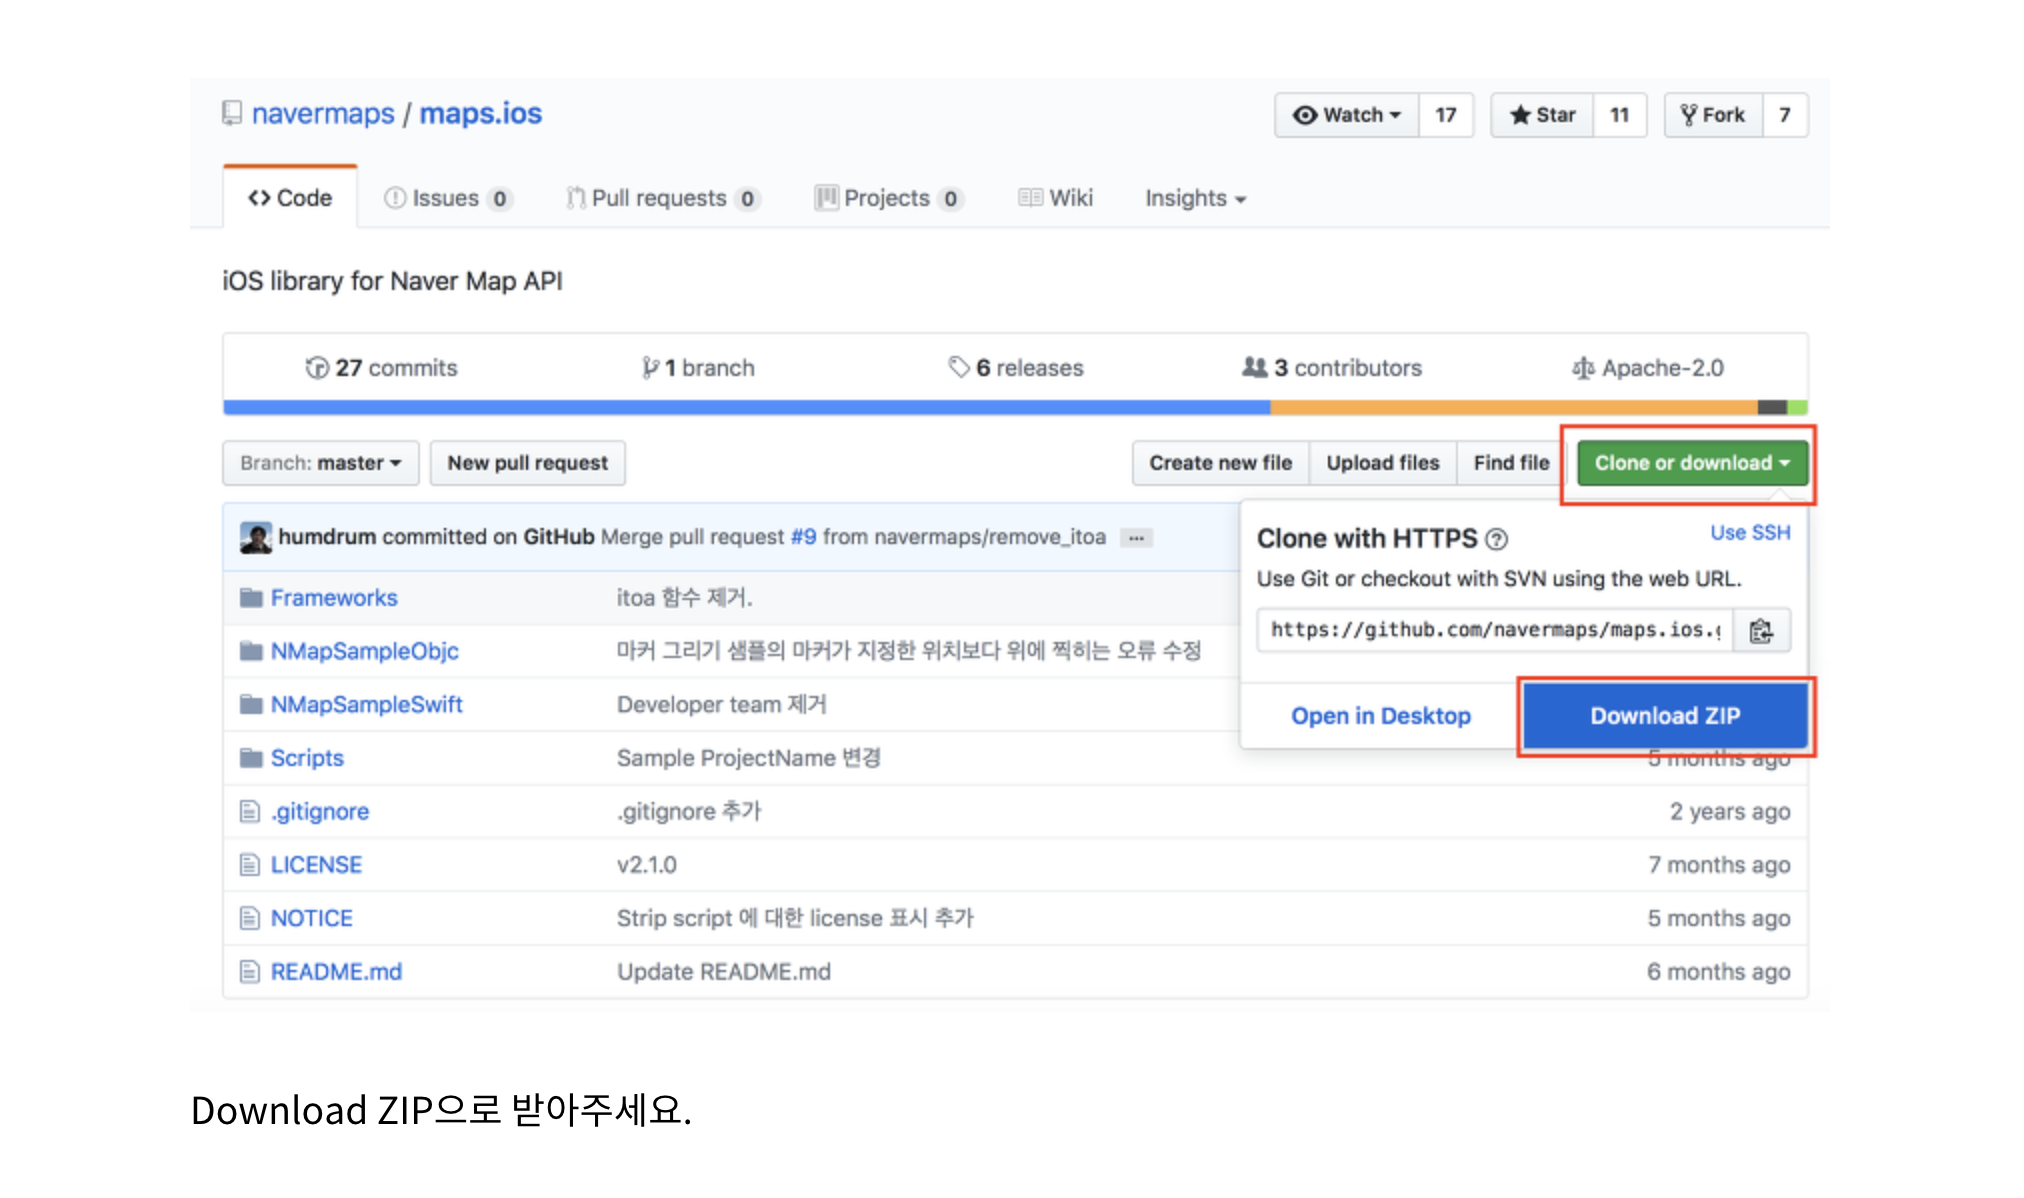 navermaps / maps.ios
Watch 17 Star 11 Fork 7
Code Issues 0 Pull requests 0 Projects 0 Wiki Insights
iOS library for Naver Map API
27 commits 1 branch 6 releases 3 contributors Apache-2.0
Branch: master New pull request Create new file Upload files Find file Clone or download
humdrum committed on GitHub Merge pull request #9 from navermaps/remove_itoa ...
Clone with HTTPS ? Use SSH
Use Git or checkout with SVN using the web URL.
https://github.com/navermaps/maps.ios.g
Open in Desktop Download ZIP
Frameworks itoa 함수 제거.
NMapSampleObjc 마커 그리기 샘플의 마커가 지정한 위치보다 위에 찍히는 오류 수정
NMapSampleSwift Developer team 제거
Scripts Sample ProjectName 변경 5 months ago
.gitignore .gitignore 추가 2 years ago
LICENSE v2.1.0 7 months ago
NOTICE Strip script 에 대한 license 표시 추가 5 months ago
README.md Update README.md 6 months ago
Download ZIP으로 받아주세요.